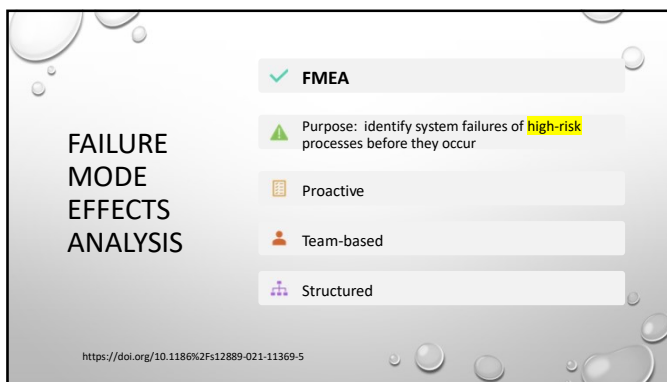 FAILURE
MODE
EFFECTS
ANALYSIS
FMEA
Purpose:  identify system failures of high-risk
processes before they occur
Proactive
Team-based
Structured
https://doi.org/10.1186%2Fs12889-021-11369-5